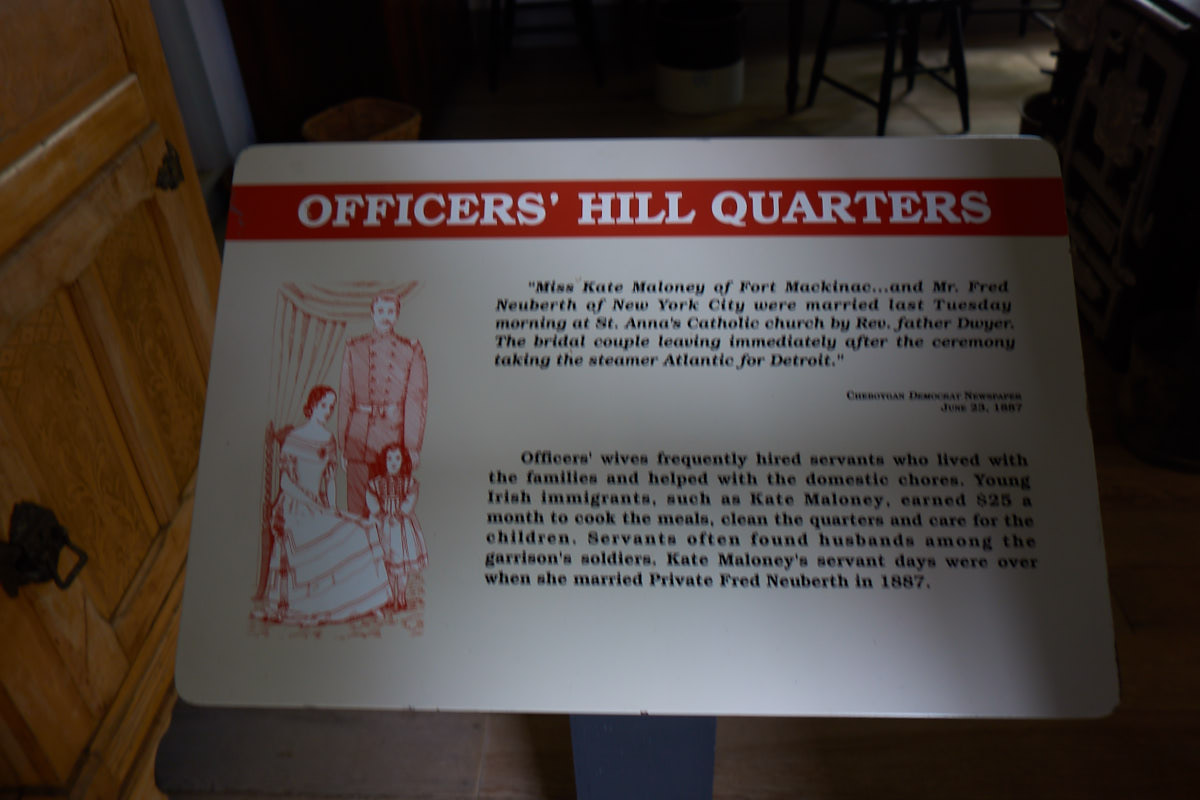 OFFICERS' HILL QUARTERS
"Miss Kate Maloney of Fort Mackinac...and Mr. Fred
Neuberth of New York City were married last Tuesday
morning at St. Anna's Catholic church by Rev. father Dwyer.
The bridal couple leaving immediately after the ceremony
taking the steamer Atlantic for Detroit."
Cheboygan Democrat Newspaper
June 23, 1887
Officers' wives frequently hired servants who lived with
the families and helped with the domestic chores. Young
Irish immigrants, such as Kate Maloney, earned $25 a
month to cook the meals, clean the quarters and care for the
children. Servants often found husbands among the
garrison's soldiers. Kate Maloney's servant days were over
when she married Private Fred Neuberth in 1887.